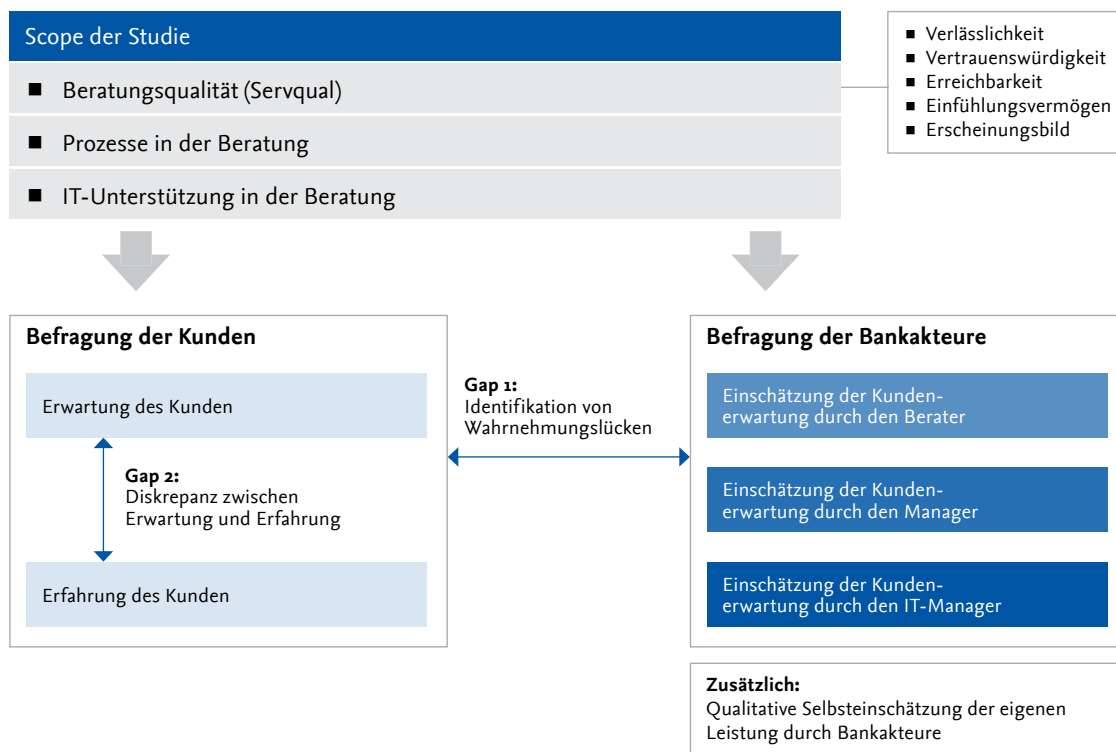 Scope der Studie
■ Beratungsqualität (Servqual)
■ Prozesse in der Beratung
■ IT-Unterstützung in der Beratung
■ Verlässlichkeit
■ Vertrauenswürdigkeit
■ Erreichbarkeit
■ Einfühlungsvermögen
■ Erscheinungsbild
Befragung der Kunden
Erwartung des Kunden
Gap 2:
Diskrepanz zwischen
Erwartung und Erfahrung
Erfahrung des Kunden
Gap 1:
Identifikation von
Wahrnehmungslücken
Befragung der Bankakteure
Einschätzung der Kunden-
erwartung durch den Berater
Einschätzung der Kunden-
erwartung durch den Manager
Einschätzung der Kunden-
erwartung durch den IT-Manager
Zusätzlich:
Qualitative Selbsteinschätzung der eigenen
Leistung durch Bankakteure